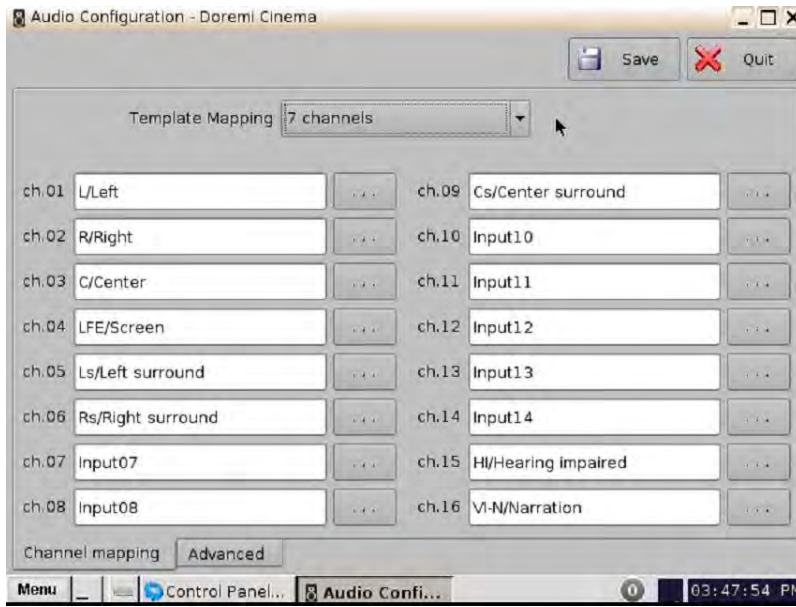 Audio Configuration - Doremi Cinema
Save
Quit
Template Mapping 7 channels
ch.01 L/Left ...
ch.02 R/Right ...
ch.03 C/Center ...
ch.04 LFE/Screen ...
ch.05 Ls/Left surround ...
ch.06 Rs/Right surround ...
ch.07 Input07 ...
ch.08 Input08 ...
ch.09 Cs/Center surround ...
ch.10 Input10 ...
ch.11 Input11 ...
ch.12 Input12 ...
ch.13 Input13 ...
ch.14 Input14 ...
ch.15 HI/Hearing impaired ...
ch.16 VI-N/Narration ...
Channel mapping
Advanced
Menu
Control Panel...
Audio Confi...
0
03:47:54 PM